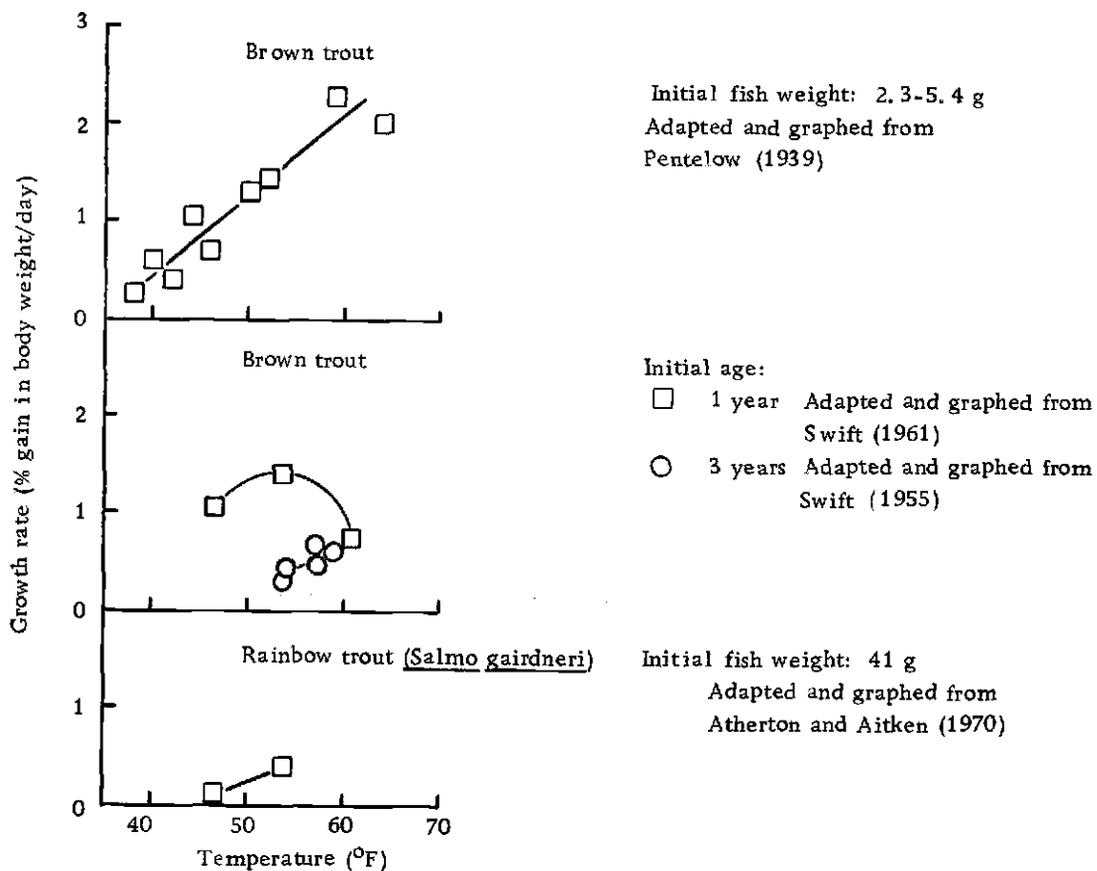 Growth rate (% gain in body weight/day)
3
2
1
0
Brown trout
Initial fish weight: 2.3-5.4 g
Adapted and graphed from
Pentelow (1939)
2
1
0
Brown trout
Initial age:
1 year Adapted and graphed from
Swift (1961)
3 years Adapted and graphed from
Swift (1955)
1
0
Rainbow trout (Salmo gairdneri)
Initial fish weight: 41 g
Adapted and graphed from
Atherton and Aitken (1970)
40 50 60 70
Temperature (°F)